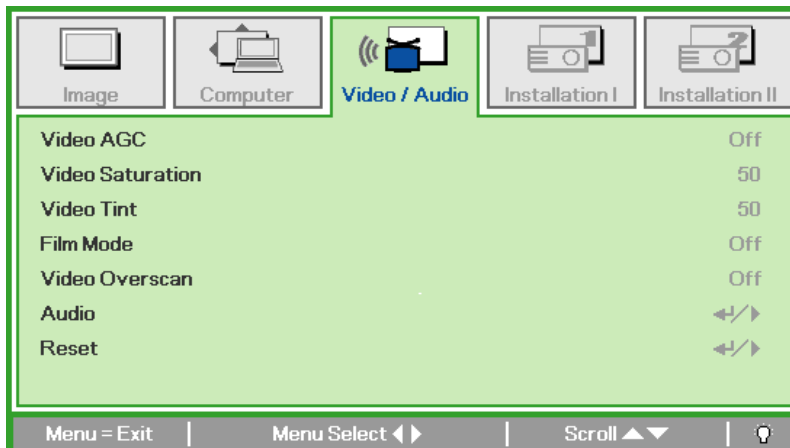 Image Computer Video / Audio Installation I Installation II
Video AGC Off
Video Saturation 50
Video Tint 50
Film Mode Off
Video Overscan Off
Audio
Reset
Menu = Exit Menu Select Scroll